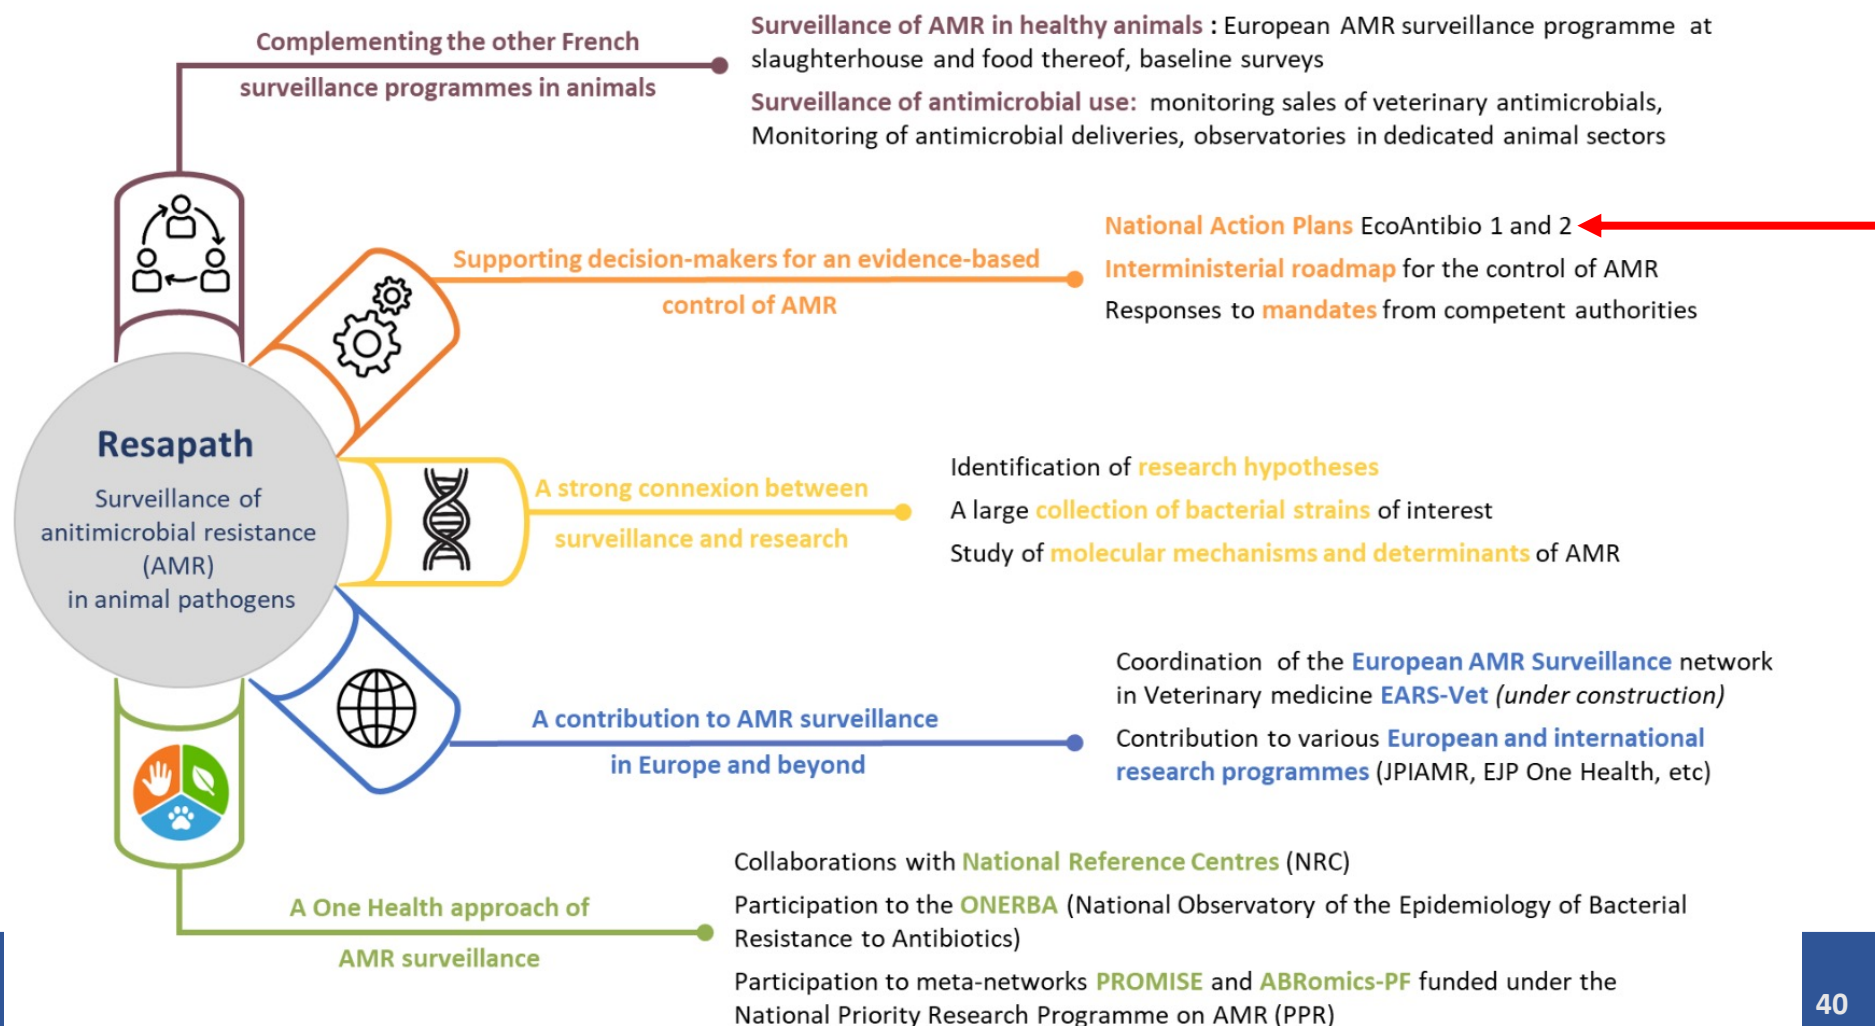 Complementing the other French
surveillance programmes in animals
Surveillance of AMR in healthy animals : European AMR surveillance programme at
slaughterhouse and food thereof, baseline surveys
Surveillance of antimicrobial use: monitoring sales of veterinary antimicrobials,
Monitoring of antimicrobial deliveries, observatories in dedicated animal sectors
Supporting decision-makers for an evidence-based
control of AMR
National Action Plans EcoAntibio 1 and 2
Interministerial roadmap for the control of AMR
Responses to mandates from competent authorities
Resapath
Surveillance of
anitimicrobial resistance
(AMR)
in animal pathogens
A strong connexion between
surveillance and research
Identification of research hypotheses
A large collection of bacterial strains of interest
Study of molecular mechanisms and determinants of AMR
A contribution to AMR surveillance
in Europe and beyond
Coordination of the European AMR Surveillance network
in Veterinary medicine EARS-Vet (under construction)
Contribution to various European and international
research programmes (JPIAMR, EJP One Health, etc)
A One Health approach of
AMR surveillance
Collaborations with National Reference Centres (NRC)
Participation to the ONERBA (National Observatory of the Epidemiology of Bacterial
Resistance to Antibiotics)
Participation to meta-networks PROMISE and ABRomics-PF funded under the
National Priority Research Programme on AMR (PPR)
40